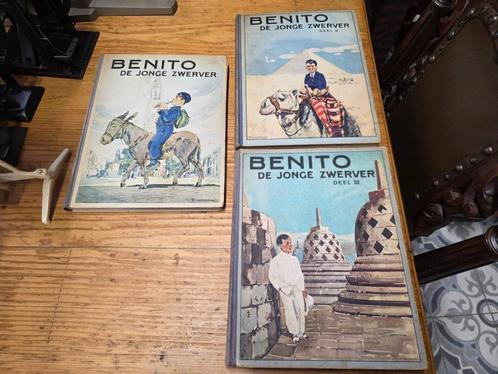 BENITO
DE JONGE ZWERVER
BENITO
DE JONGE ZWERVER
DEEL II
BENITO
DE JONGE ZWERVER
DEEL III